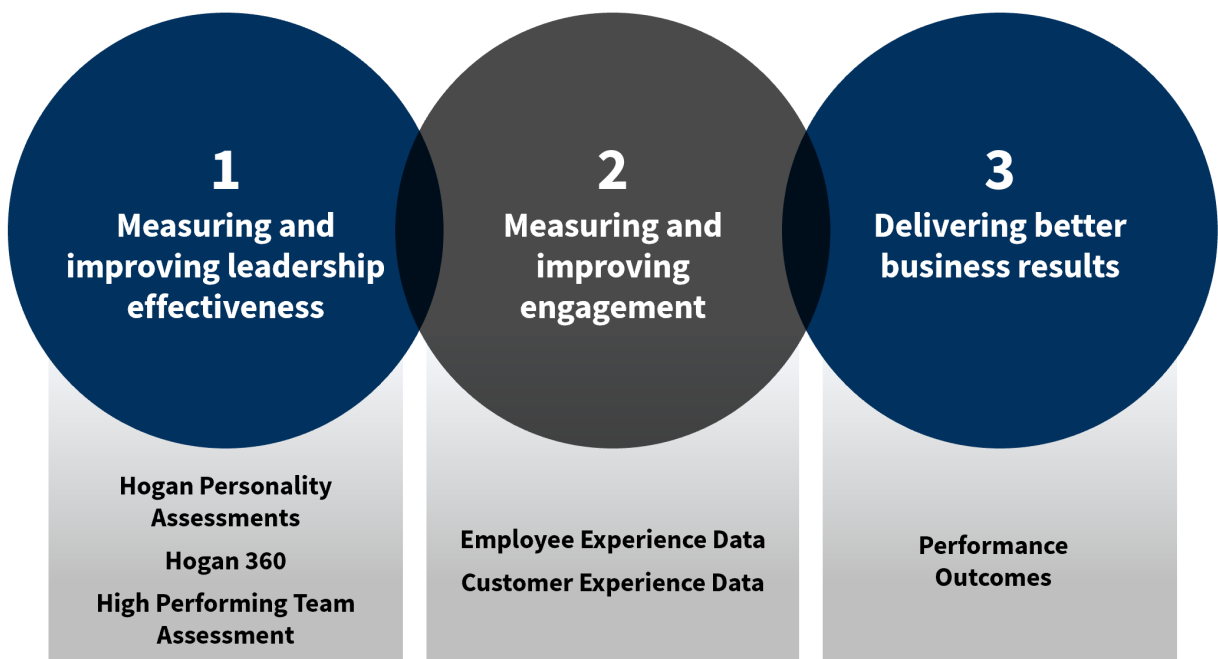 1
Measuring and
improving leadership
effectiveness
2
Measuring and
improving
engagement
3
Delivering better
business results
Hogan Personality
Assessments
Hogan 360
High Performing Team
Assessment
Employee Experience Data
Customer Experience Data
Performance
Outcomes